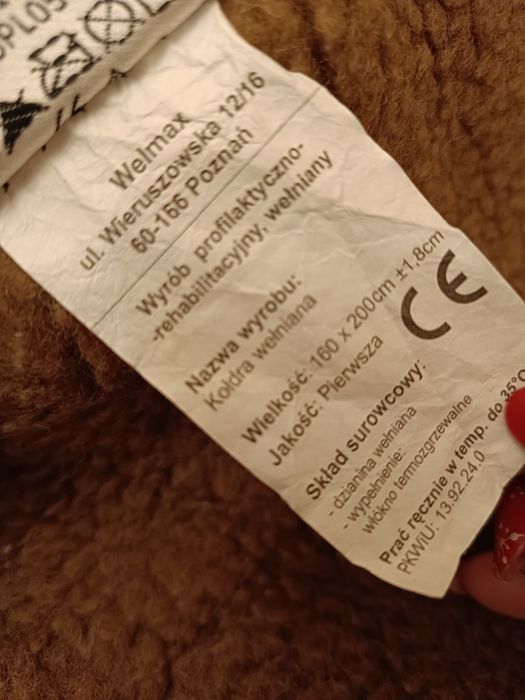 Welmax
ul. Wieruszowska 12/16
60-166 Poznań
Wyrób profilaktyczno-
-rehabilitacyjny, wełniany
Nazwa wyrobu:
Kołdra wełniana
Wielkość: 160 x 200cm ±1.8cm
Jakość: Pierwsza
CE
Skład surowcowy:
- dzianina wełniana
- wypełnienie:
włókno termozgrzewalne
Prać ręcznie w temp. do 35°C
PKWiU: 13.92.24.0